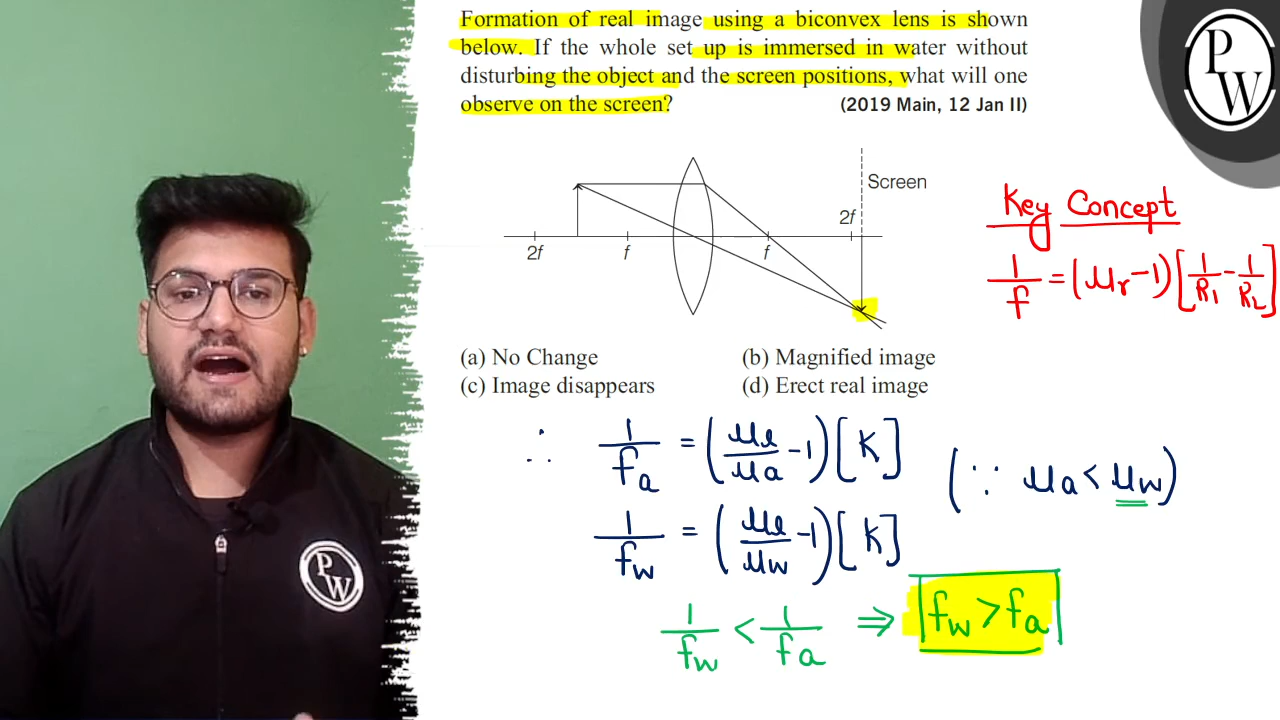 Formation of real image using a biconvex lens is shown
below. If the whole set up is immersed in water without
disturbing the object and the screen positions, what will one
observe on the screen?
(2019 Main, 12 Jan II)
P
W
Screen
2f
2f
f
f
Key Concept
1/f = (μr-1)[1/R1 - 1/R2]
(a) No Change
(b) Magnified image
(c) Image disappears
(d) Erect real image
∴ 1/fa = (μl/μa -1)[K]
(∵ μa < μw)
1/fw = (μl/μw -1)[K]
1/fw < 1/fa ⇒ fw > fa
P
W